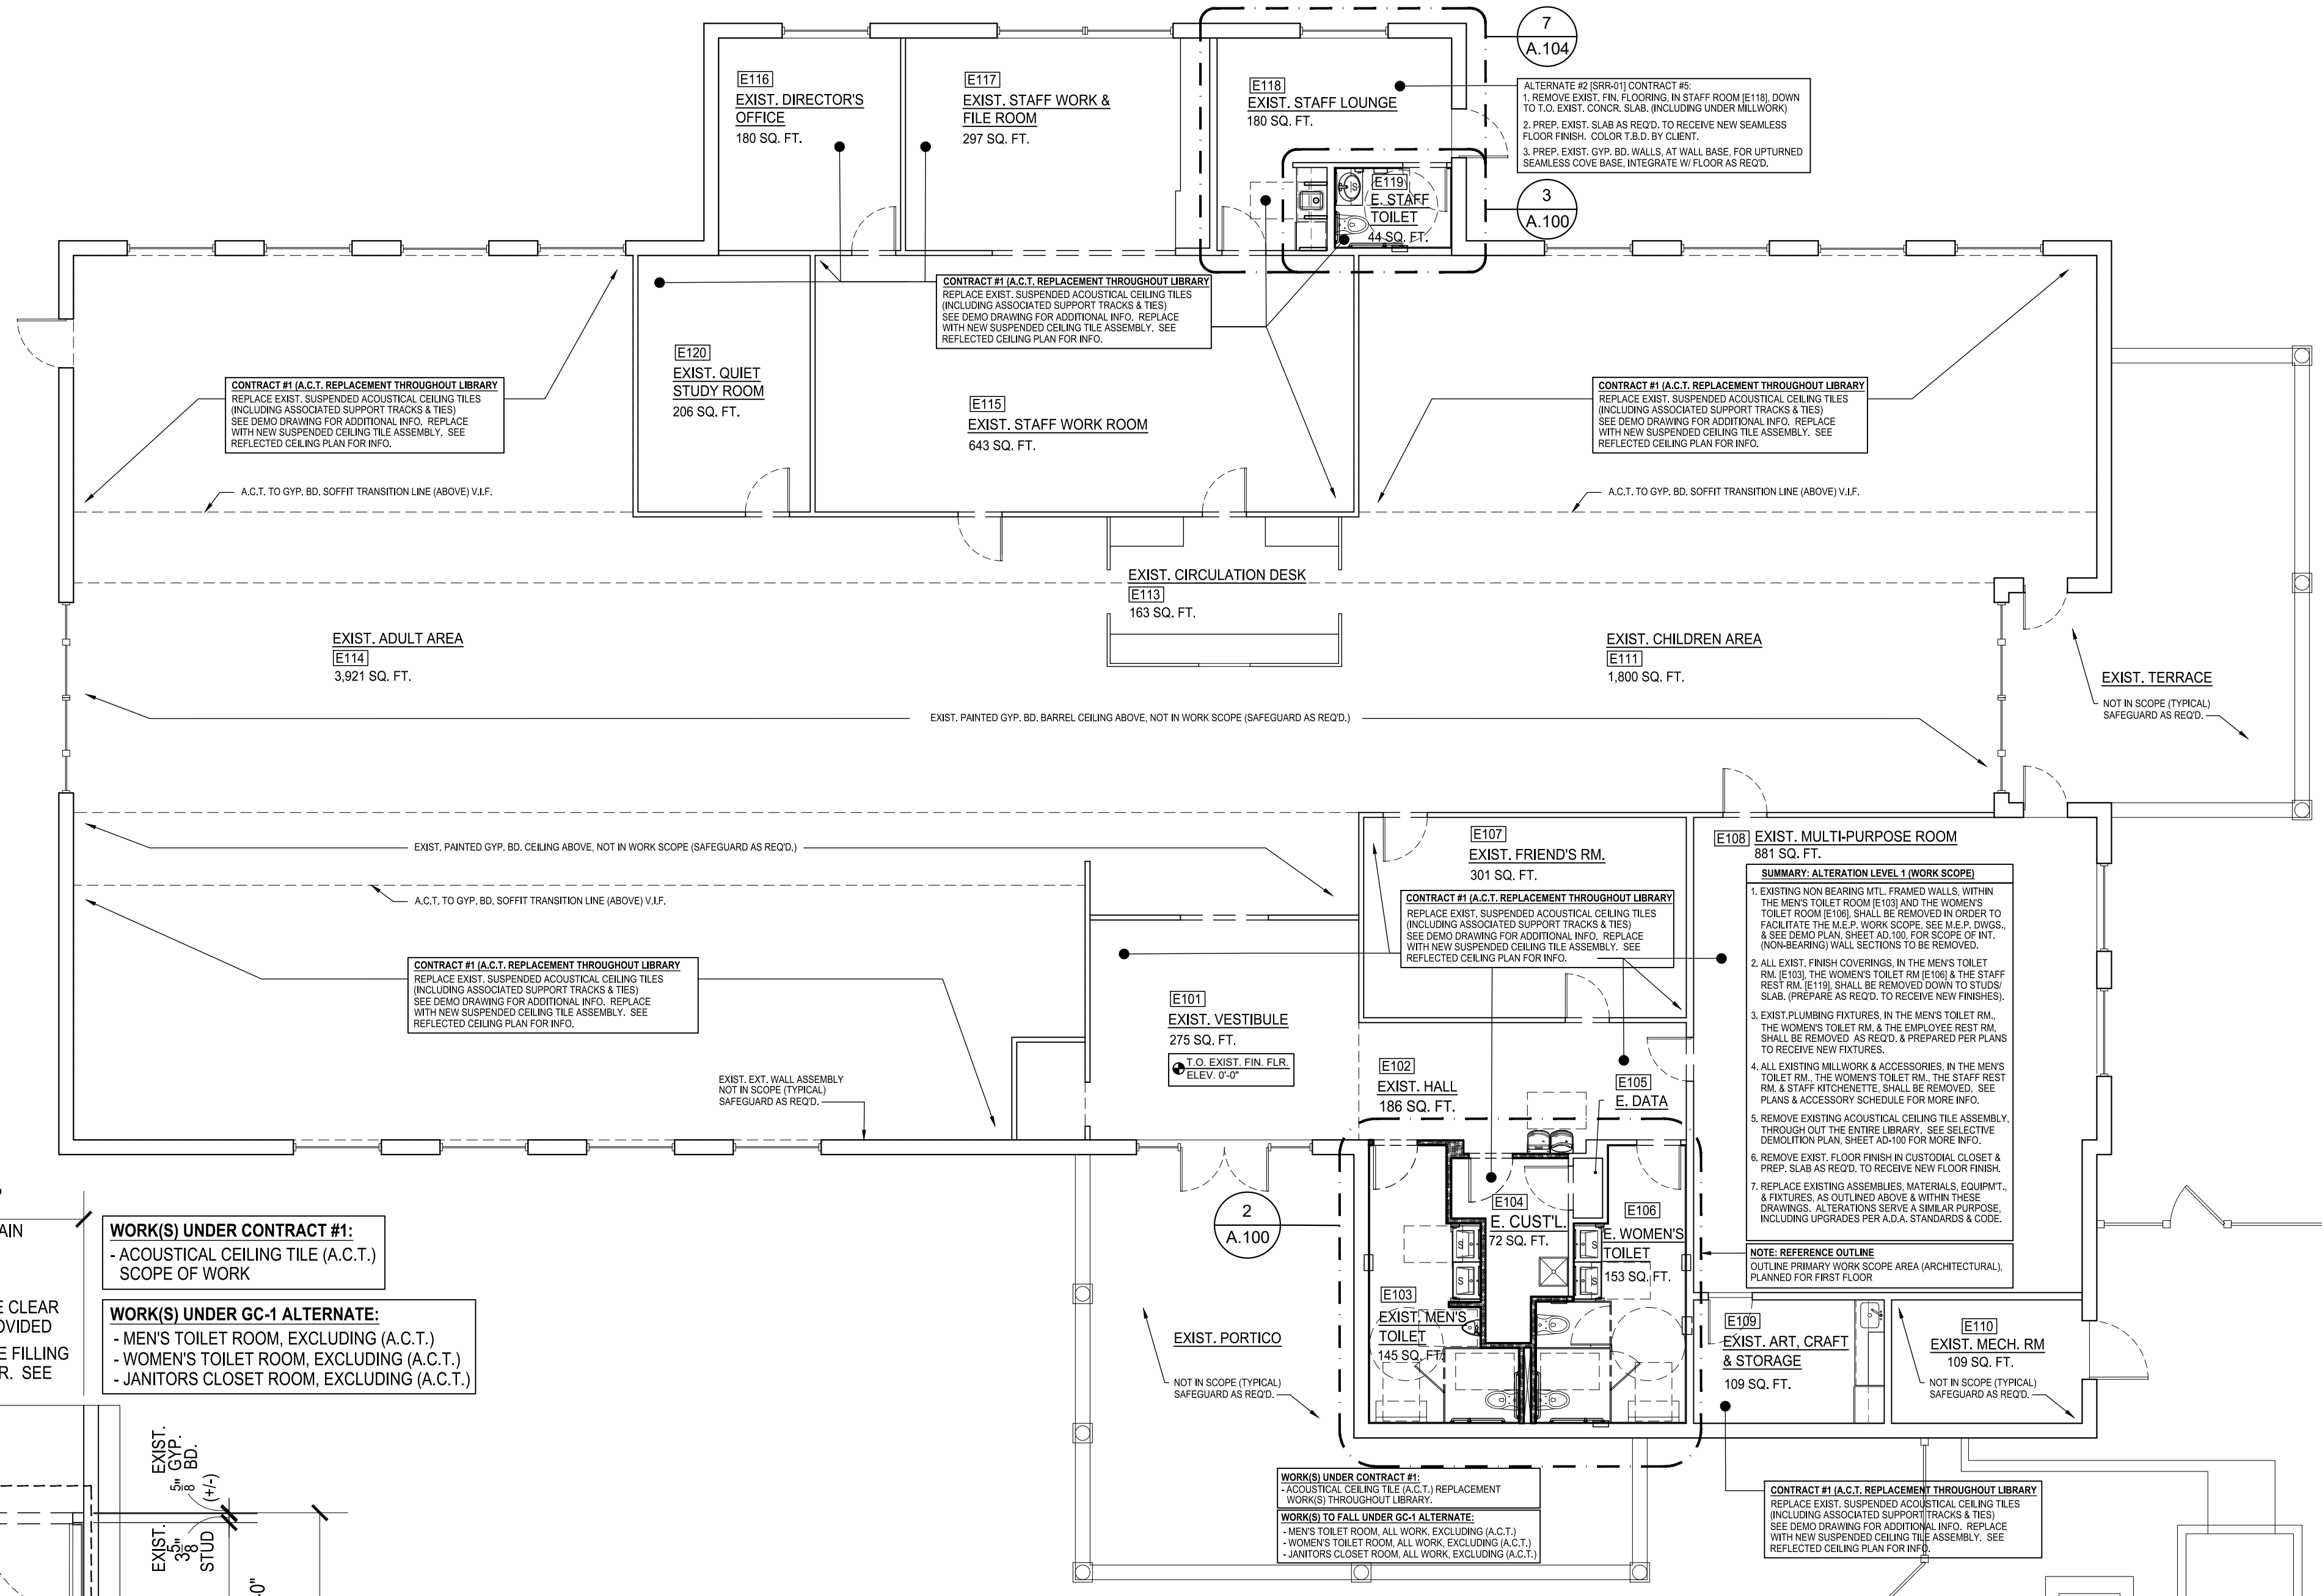 7
A.104
E116
EXIST. DIRECTOR'S
OFFICE
180 SQ. FT.
E117
EXIST. STAFF WORK &
FILE ROOM
297 SQ. FT.
E118
EXIST. STAFF LOUNGE
180 SQ. FT.
ALTERNATE #2 [SRR-01] CONTRACT #5:
1. REMOVE EXIST. FIN. FLOORING, IN STAFF ROOM [E118], DOWN
TO T.O. EXIST. CONCR. SLAB. (INCLUDING UNDER MILLWORK)
2. PREP. EXIST. SLAB AS REQ'D. TO RECEIVE NEW SEAMLESS
FLOOR FINISH. COLOR T.B.D. BY CLIENT.
3. PREP. EXIST. GYP. BD. WALLS, AT WALL BASE, FOR UPTURNED
SEAMLESS COVE BASE, INTEGRATE W/ FLOOR AS REQ'D.
3
A.100
E119
E. STAFF
TOILET
44 SQ. FT.
S
CONTRACT #1 (A.C.T. REPLACEMENT THROUGHOUT LIBRARY
REPLACE EXIST. SUSPENDED ACOUSTICAL CEILING TILES
(INCLUDING ASSOCIATED SUPPORT TRACKS & TIES)
SEE DEMO DRAWING FOR ADDITIONAL INFO. REPLACE
WITH NEW SUSPENDED CEILING TILE ASSEMBLY. SEE
REFLECTED CEILING PLAN FOR INFO.
E120
EXIST. QUIET
STUDY ROOM
206 SQ. FT.
E115
EXIST. STAFF WORK ROOM
643 SQ. FT.
CONTRACT #1 (A.C.T. REPLACEMENT THROUGHOUT LIBRARY
REPLACE EXIST. SUSPENDED ACOUSTICAL CEILING TILES
(INCLUDING ASSOCIATED SUPPORT TRACKS & TIES)
SEE DEMO DRAWING FOR ADDITIONAL INFO. REPLACE
WITH NEW SUSPENDED CEILING TILE ASSEMBLY. SEE
REFLECTED CEILING PLAN FOR INFO.
CONTRACT #1 (A.C.T. REPLACEMENT THROUGHOUT LIBRARY
REPLACE EXIST. SUSPENDED ACOUSTICAL CEILING TILES
(INCLUDING ASSOCIATED SUPPORT TRACKS & TIES)
SEE DEMO DRAWING FOR ADDITIONAL INFO. REPLACE
WITH NEW SUSPENDED CEILING TILE ASSEMBLY. SEE
REFLECTED CEILING PLAN FOR INFO.
A.C.T. TO GYP. BD. SOFFIT TRANSITION LINE (ABOVE) V.I.F.
A.C.T. TO GYP. BD. SOFFIT TRANSITION LINE (ABOVE) V.I.F.
EXIST. CIRCULATION DESK
E113
163 SQ. FT.
EXIST. ADULT AREA
E114
3,921 SQ. FT.
EXIST. CHILDREN AREA
E111
1,800 SQ. FT.
EXIST. TERRACE
NOT IN SCOPE (TYPICAL)
SAFEGUARD AS REQ'D.
EXIST. PAINTED GYP. BD. BARREL CEILING ABOVE, NOT IN WORK SCOPE (SAFEGUARD AS REQ'D.)
EXIST. PAINTED GYP. BD. CEILING ABOVE, NOT IN WORK SCOPE (SAFEGUARD AS REQ'D.)
A.C.T. TO GYP. BD. SOFFIT TRANSITION LINE (ABOVE) V.I.F.
E107
EXIST. FRIEND'S RM.
301 SQ. FT.
CONTRACT #1 (A.C.T. REPLACEMENT THROUGHOUT LIBRARY
REPLACE EXIST. SUSPENDED ACOUSTICAL CEILING TILES
(INCLUDING ASSOCIATED SUPPORT TRACKS & TIES)
SEE DEMO DRAWING FOR ADDITIONAL INFO. REPLACE
WITH NEW SUSPENDED CEILING TILE ASSEMBLY. SEE
REFLECTED CEILING PLAN FOR INFO.
E108 EXIST. MULTI-PURPOSE ROOM
881 SQ. FT.
SUMMARY: ALTERATION LEVEL 1 (WORK SCOPE)
1. EXISTING NON BEARING MTL. FRAMED WALLS, WITHIN
THE MEN'S TOILET ROOM [E103] AND THE WOMEN'S
TOILET ROOM [E106], SHALL BE REMOVED IN ORDER TO
FACILITATE THE M.E.P. WORK SCOPE, SEE M.E.P. DWGS.,
& SEE DEMO PLAN, SHEET AD.100, FOR SCOPE OF INT.
(NON-BEARING) WALL SECTIONS TO BE REMOVED.
2. ALL EXIST. FINISH COVERINGS, IN THE MEN'S TOILET
RM. [E103], THE WOMEN'S TOILET RM [E106] & THE STAFF
REST RM. [E119], SHALL BE REMOVED DOWN TO STUDS/
SLAB. (PREPARE AS REQ'D. TO RECEIVE NEW FINISHES).
3. EXIST.PLUMBING FIXTURES, IN THE MEN'S TOILET RM.,
THE WOMEN'S TOILET RM. & THE EMPLOYEE REST RM.
SHALL BE REMOVED AS REQ'D. & PREPARED PER PLANS
TO RECEIVE NEW FIXTURES.
4. ALL EXISTING MILLWORK & ACCESSORIES, IN THE MEN'S
TOILET RM., THE WOMEN'S TOILET RM., THE STAFF REST
RM. & STAFF KITCHENETTE, SHALL BE REMOVED, SEE
PLANS & ACCESSORY SCHEDULE FOR MORE INFO.
5. REMOVE EXISTING ACOUSTICAL CEILING TILE ASSEMBLY,
THROUGH OUT THE ENTIRE LIBRARY. SEE SELECTIVE
DEMOLITION PLAN, SHEET AD-100 FOR MORE INFO.
6. REMOVE EXIST. FLOOR FINISH IN CUSTODIAL CLOSET &
PREP. SLAB AS REQ'D. TO RECEIVE NEW FLOOR FINISH.
7. REPLACE EXISTING ASSEMBLIES, MATERIALS, EQUIPM'T.,
& FIXTURES, AS OUTLINED ABOVE & WITHIN THESE
DRAWINGS. ALTERATIONS SERVE A SIMILAR PURPOSE,
INCLUDING UPGRADES PER A.D.A. STANDARDS & CODE.
NOTE: REFERENCE OUTLINE
OUTLINE PRIMARY WORK SCOPE AREA (ARCHITECTURAL),
PLANNED FOR FIRST FLOOR
CONTRACT #1 (A.C.T. REPLACEMENT THROUGHOUT LIBRARY
REPLACE EXIST. SUSPENDED ACOUSTICAL CEILING TILES
(INCLUDING ASSOCIATED SUPPORT TRACKS & TIES)
SEE DEMO DRAWING FOR ADDITIONAL INFO. REPLACE
WITH NEW SUSPENDED CEILING TILE ASSEMBLY. SEE
REFLECTED CEILING PLAN FOR INFO.
E101
EXIST. VESTIBULE
275 SQ. FT.
T.O. EXIST. FIN. FLR.
ELEV. 0'-0"
EXIST. EXT. WALL ASSEMBLY
NOT IN SCOPE (TYPICAL)
SAFEGUARD AS REQ'D.
E102
EXIST. HALL
186 SQ. FT.
E105
E. DATA
2
A.100
E104
E. CUST'L.
72 SQ. FT.
E106
E. WOMEN'S
TOILET
153 SQ. FT.
S
S
S
S
E103
EXIST. MEN'S
TOILET
145 SQ. FT.
EXIST. PORTICO
NOT IN SCOPE (TYPICAL)
SAFEGUARD AS REQ'D.
E109
EXIST. ART, CRAFT
& STORAGE
109 SQ. FT.
E110
EXIST. MECH. RM
109 SQ. FT.
NOT IN SCOPE (TYPICAL)
SAFEGUARD AS REQ'D.
AIN
E CLEAR
OVIDED
E FILLING
R. SEE
WORK(S) UNDER CONTRACT #1:
- ACOUSTICAL CEILING TILE (A.C.T.)
SCOPE OF WORK
WORK(S) UNDER GC-1 ALTERNATE:
- MEN'S TOILET ROOM, EXCLUDING (A.C.T.)
- WOMEN'S TOILET ROOM, EXCLUDING (A.C.T.)
- JANITORS CLOSET ROOM, EXCLUDING (A.C.T.)
EXIST.
5/8" GYP.
BD.
(+/-)
EXIST.
3 5/8"
STUD
0"
WORK(S) UNDER CONTRACT #1:
- ACOUSTICAL CEILING TILE (A.C.T.) REPLACEMENT
WORK(S) THROUGHOUT LIBRARY.
WORK(S) TO FALL UNDER GC-1 ALTERNATE:
- MEN'S TOILET ROOM, ALL WORK, EXCLUDING (A.C.T.)
- WOMEN'S TOILET ROOM, ALL WORK, EXCLUDING (A.C.T.)
- JANITORS CLOSET ROOM, ALL WORK, EXCLUDING (A.C.T.)
CONTRACT #1 (A.C.T. REPLACEMENT THROUGHOUT LIBRARY
REPLACE EXIST. SUSPENDED ACOUSTICAL CEILING TILES
(INCLUDING ASSOCIATED SUPPORT TRACKS & TIES)
SEE DEMO DRAWING FOR ADDITIONAL INFO. REPLACE
WITH NEW SUSPENDED CEILING TILE ASSEMBLY. SEE
REFLECTED CEILING PLAN FOR INFO.